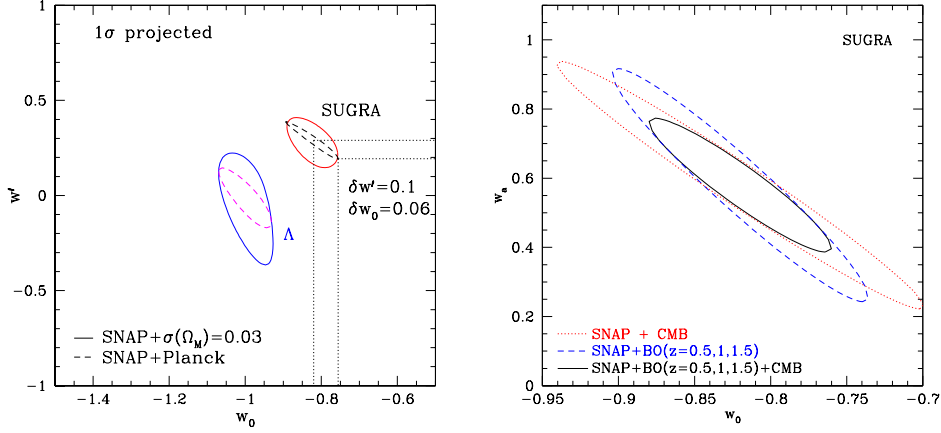 1σ projected
SUGRA
δw'=0.1
δw₀=0.06
Λ
SNAP+σ(Ω_M)=0.03
SNAP+Planck
w'
1
0.5
0
−0.5
−1
−1.4
−1.2
−1
−0.8
−0.6
w₀
SUGRA
SNAP + CMB
SNAP+BO(z=0.5,1,1.5)
SNAP+BO(z=0.5,1,1.5)+CMB
wₐ
1
0.8
0.6
0.4
0.2
0
−0.95
−0.9
−0.85
−0.8
−0.75
−0.7
w₀